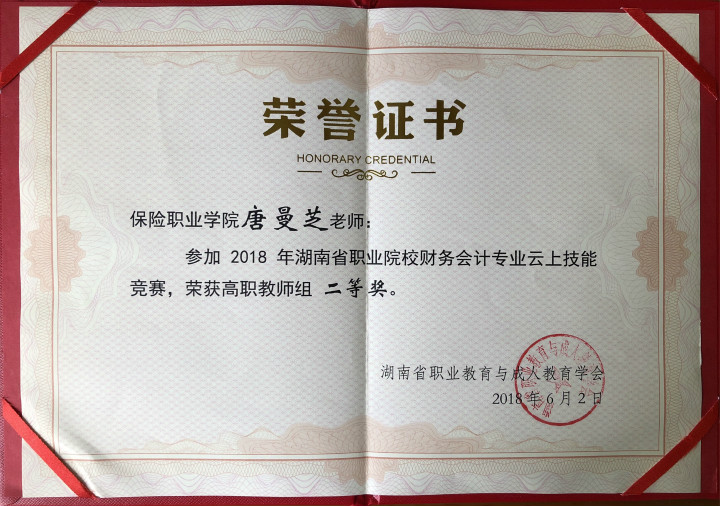 荣誉证书
HONORARY CREDENTIAL
保险职业学院唐曼芝老师：
参加 2018 年湖南省职业院校财务会计专业云上技能
竞赛，荣获高职教师组 二等奖。
湖南省职业教育与成人教育学会
2018 年 6 月 2 日